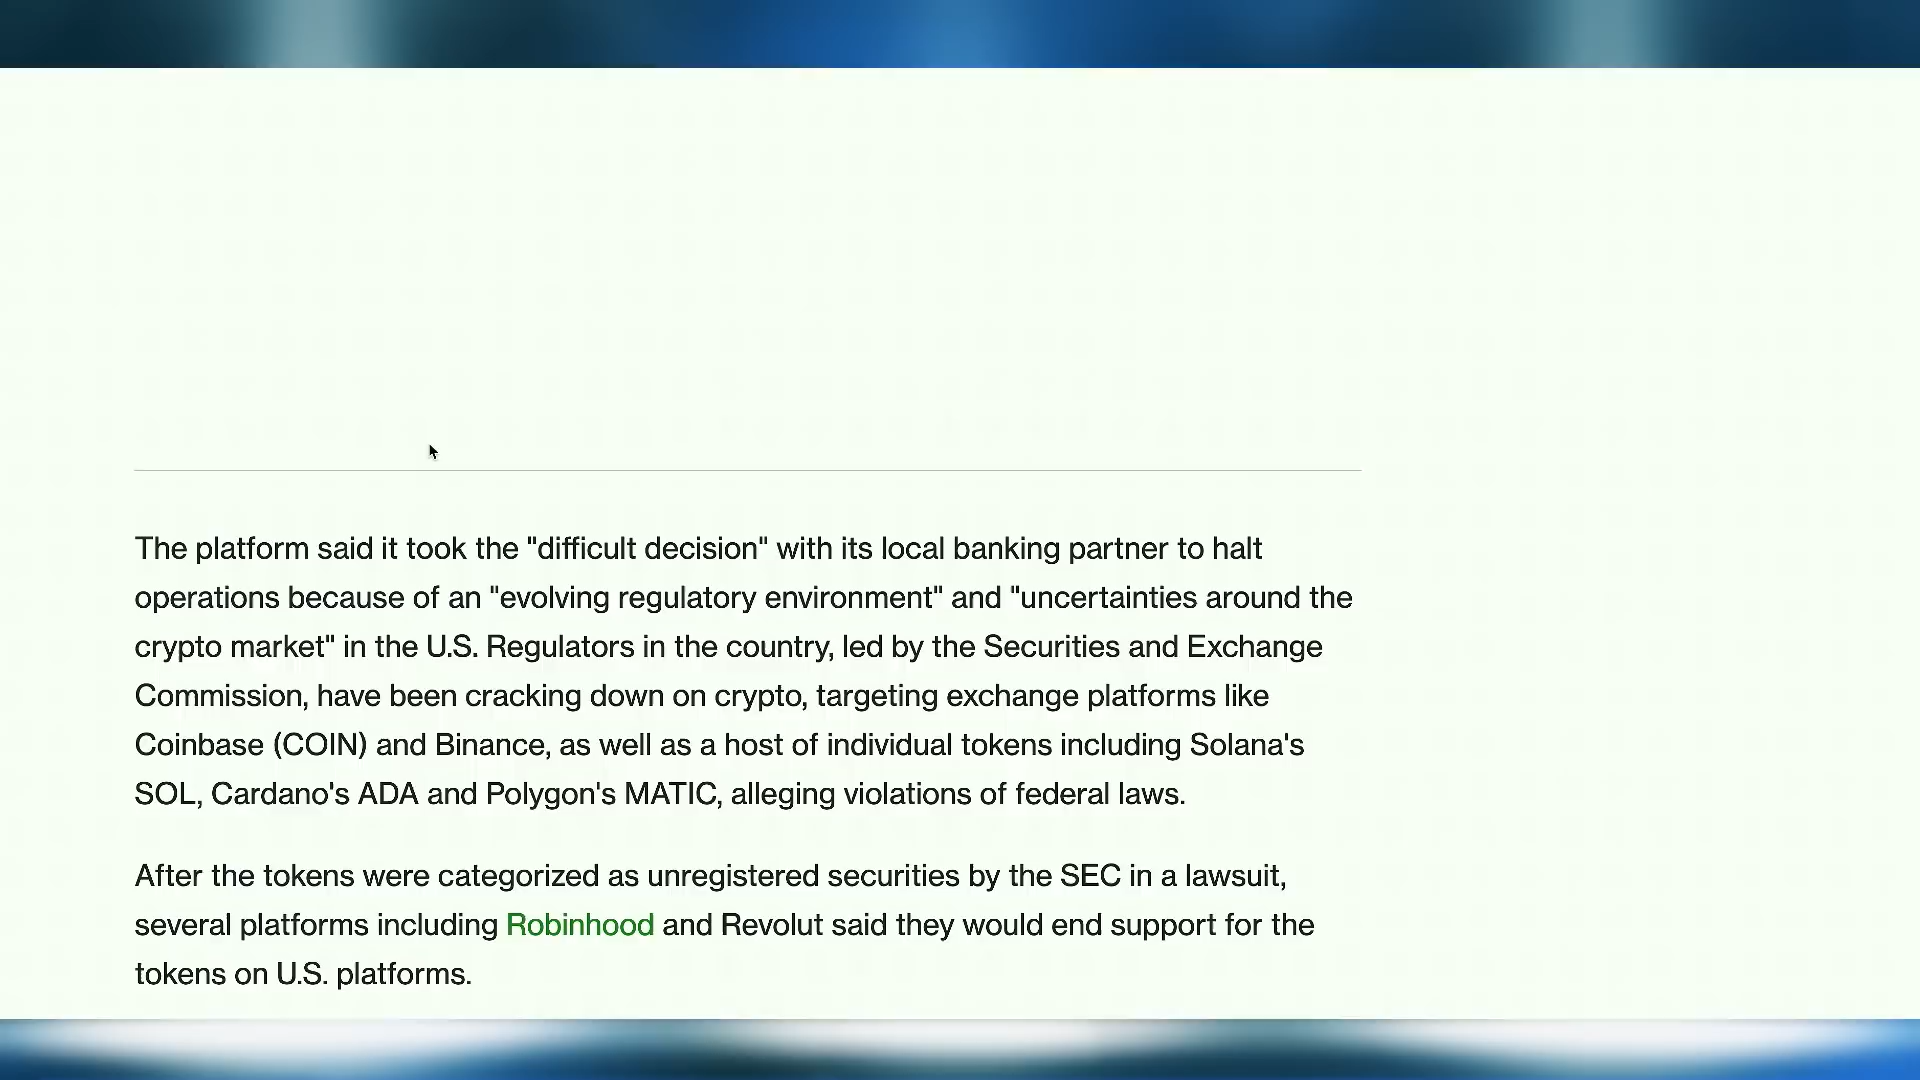 The platform said it took the "difficult decision" with its local banking partner to halt
operations because of an "evolving regulatory environment" and "uncertainties around the
crypto market" in the U.S. Regulators in the country, led by the Securities and Exchange
Commission, have been cracking down on crypto, targeting exchange platforms like
Coinbase (COIN) and Binance, as well as a host of individual tokens including Solana's
SOL, Cardano's ADA and Polygon's MATIC, alleging violations of federal laws.
After the tokens were categorized as unregistered securities by the SEC in a lawsuit,
several platforms including Robinhood and Revolut said they would end support for the
tokens on U.S. platforms.